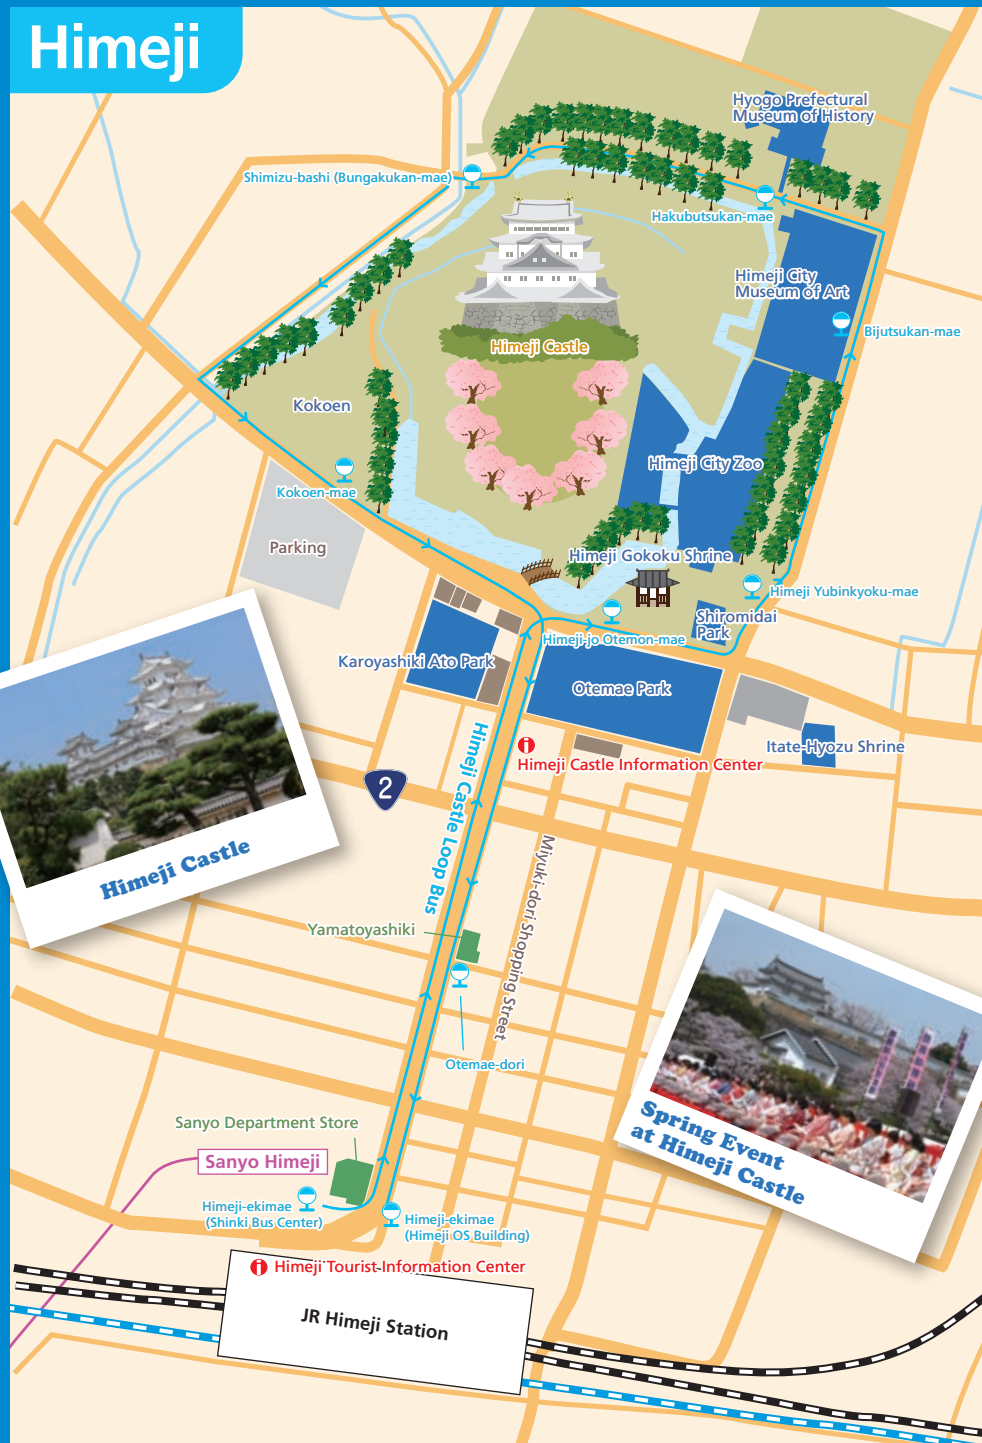 Himeji
Hyogo Prefectural
Museum of History
Shimizu-bashi (Bungakukan-mae)
Hakubutsukan-mae
Himeji City
Museum of Art
Bijutsukan-mae
Himeji Castle
Kokoen
Himeji City Zoo
Kokoen-mae
Parking
Himeji Gokoku Shrine
Himeji Yubinkyoku-mae
Shiromidai
Park
Himeji-jo Otemon-mae
Karoyashiki Ato Park
Otemae Park
Itate-Hyozu Shrine
Himeji Castle Information Center
2
Himeji Castle Loop Bus
Miyuki-dori Shopping Street
Himeji Castle
Yamatoyashiki
Otemae-dori
Spring Event
at Himeji Castle
Sanyo Department Store
Sanyo Himeji
Himeji-ekimae
(Shinki Bus Center)
Himeji-ekimae
(Himeji OS Building)
Himeji Tourist Information Center
JR Himeji Station